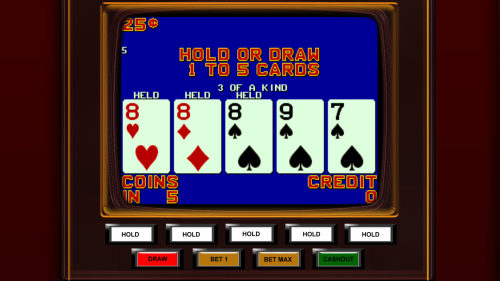 25¢
5
HOLD OR DRAW
1 TO 5 CARDS
3 OF A KIND
HELD HELD HELD
8 8 8 9 7
COINS CREDIT
IN 5 0
HOLD HOLD HOLD HOLD HOLD
DRAW BET 1 BET MAX CASHOUT